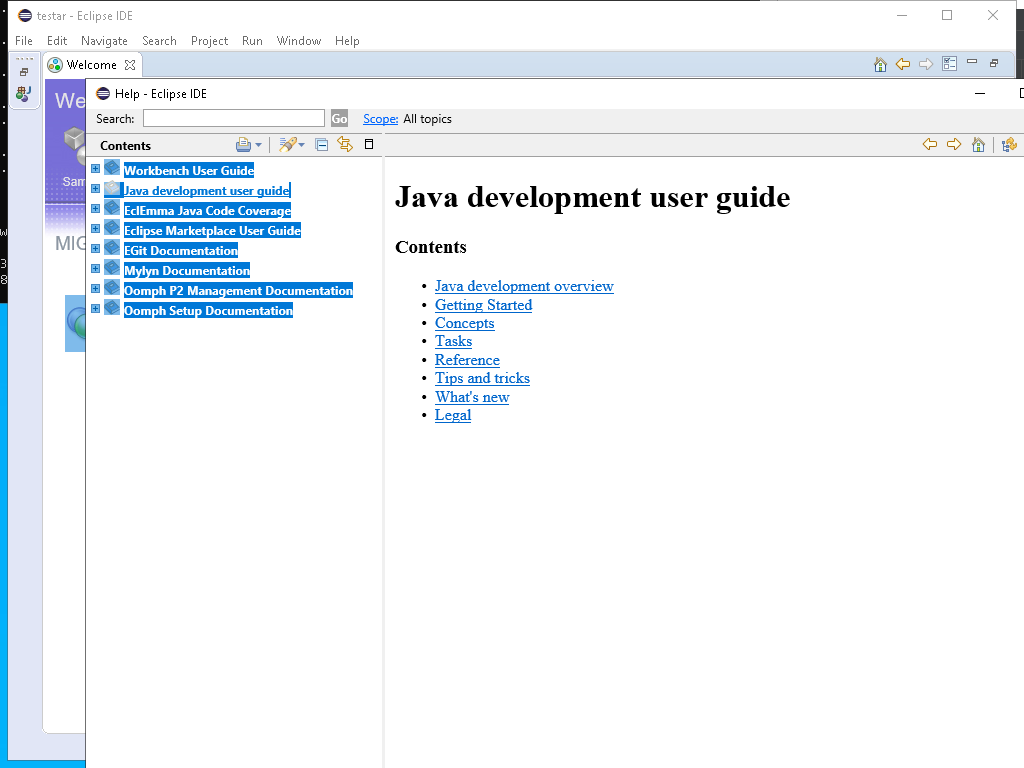 testar - Eclipse IDE
File Edit Navigate Search Project Run Window Help
Welcome
We
Sam
MIG
W
3
8
Help - Eclipse IDE
Search: Go Scope: All topics
Contents
Workbench User Guide
Java development user guide
EclEmma Java Code Coverage
Eclipse Marketplace User Guide
EGit Documentation
Mylyn Documentation
Oomph P2 Management Documentation
Oomph Setup Documentation
Java development user guide
Contents
• Java development overview
• Getting Started
• Concepts
• Tasks
• Reference
• Tips and tricks
• What's new
• Legal